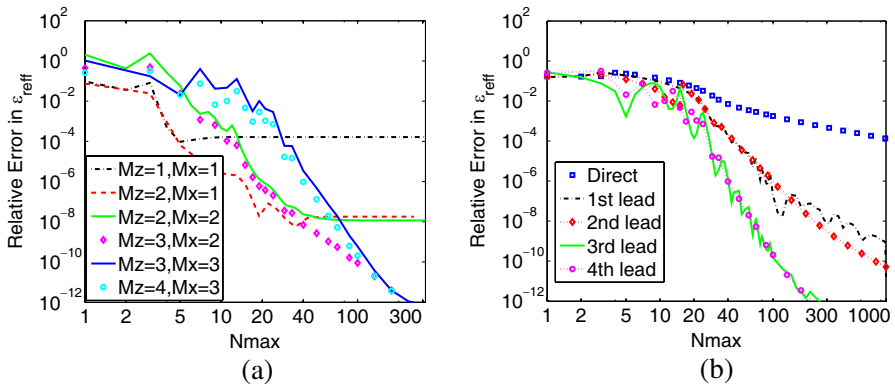 10^0
10^-2
10^-4
10^-6
10^-8
10^-10
10^-12
Relative Error in ε_reff
Mz=1,Mx=1
Mz=2,Mx=1
Mz=2,Mx=2
Mz=3,Mx=2
Mz=3,Mx=3
Mz=4,Mx=3
1 2 5 10 20 40 100 300
Nmax
(a)
10^2
10^0
10^-2
10^-4
10^-6
10^-8
10^-10
10^-12
Relative Error in ε_reff
Direct
1st lead
2nd lead
3rd lead
4th lead
1 2 5 10 20 40 100 300 1000
Nmax
(b)